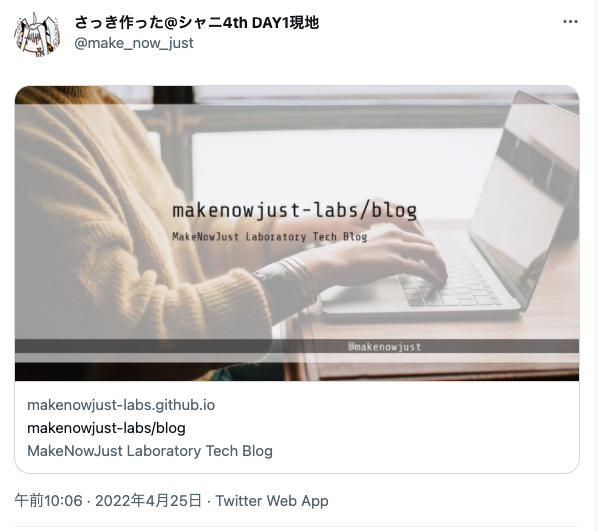 さっき作った@シャニ4th DAY1現地
@make_now_just
makenowjust-labs/blog
MakeNowJust Laboratory Tech Blog
@makenowjust
makenowjust-labs.github.io
makenowjust-labs/blog
MakeNowJust Laboratory Tech Blog
午前10:06 · 2022年4月25日 · Twitter Web App